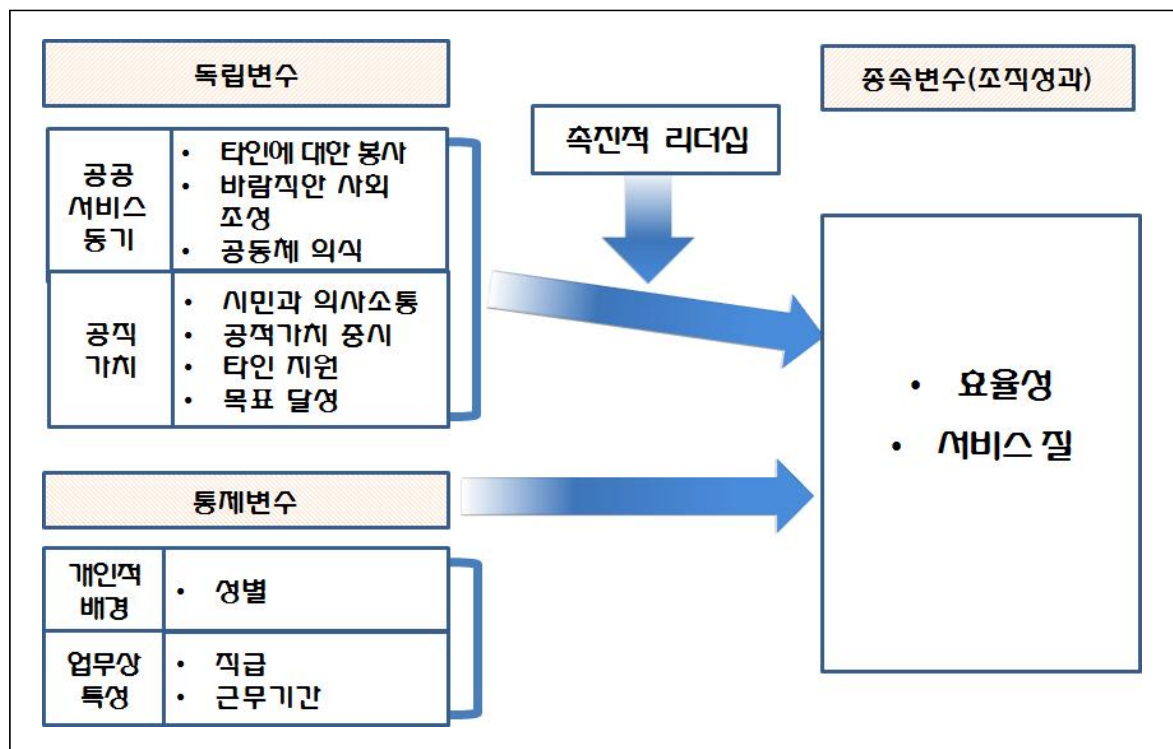 독립변수
종속변수(조직성과)
촉진적 리더십
공공
서비스
동기
• 타인에 대한 봉사
• 바람직한 사회
조성
• 공동체 의식
공직
가치
• 시민과 의사소통
• 공적가치 중시
• 타인 지원
• 목표 달성
• 효율성
• 서비스 질
통제변수
개인적
배경
• 성별
업무상
특성
• 직급
• 근무기간